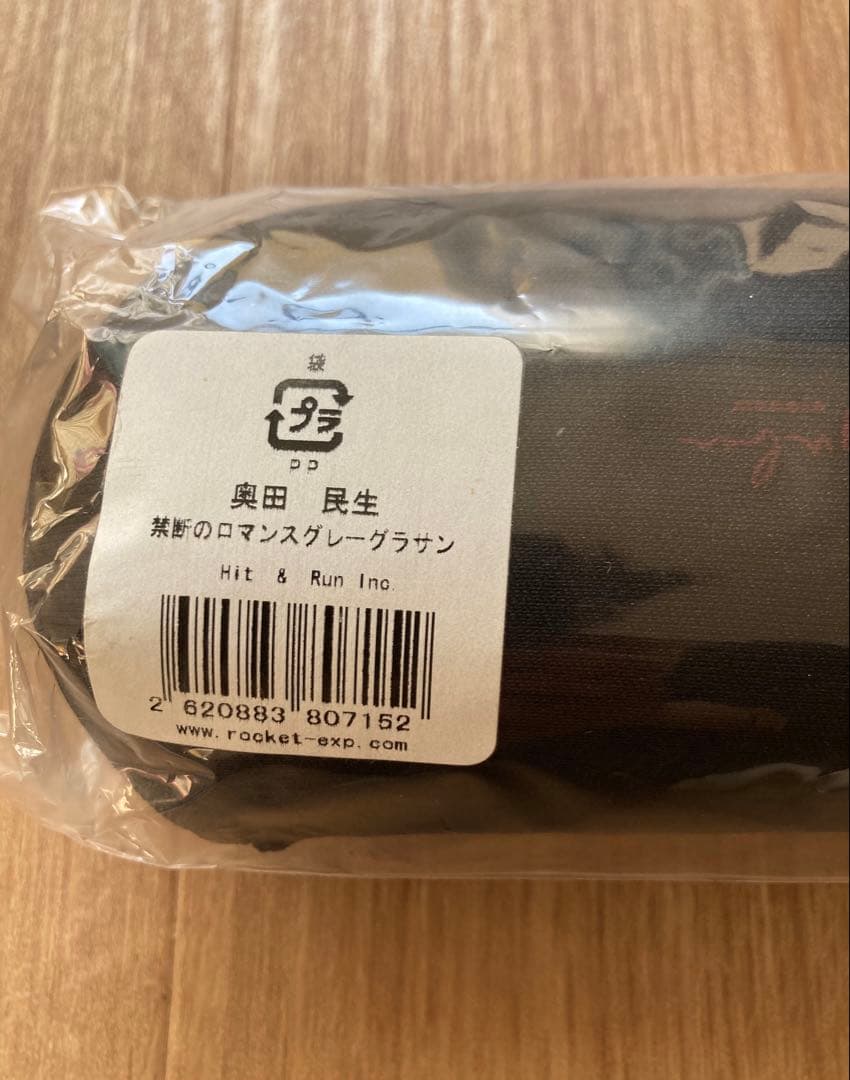 袋
プラ
PP
奥田 民生
禁断のロマンスグレーグラサン
Hit & Run Inc.
2 620883 807152
www.rocket-exp.com